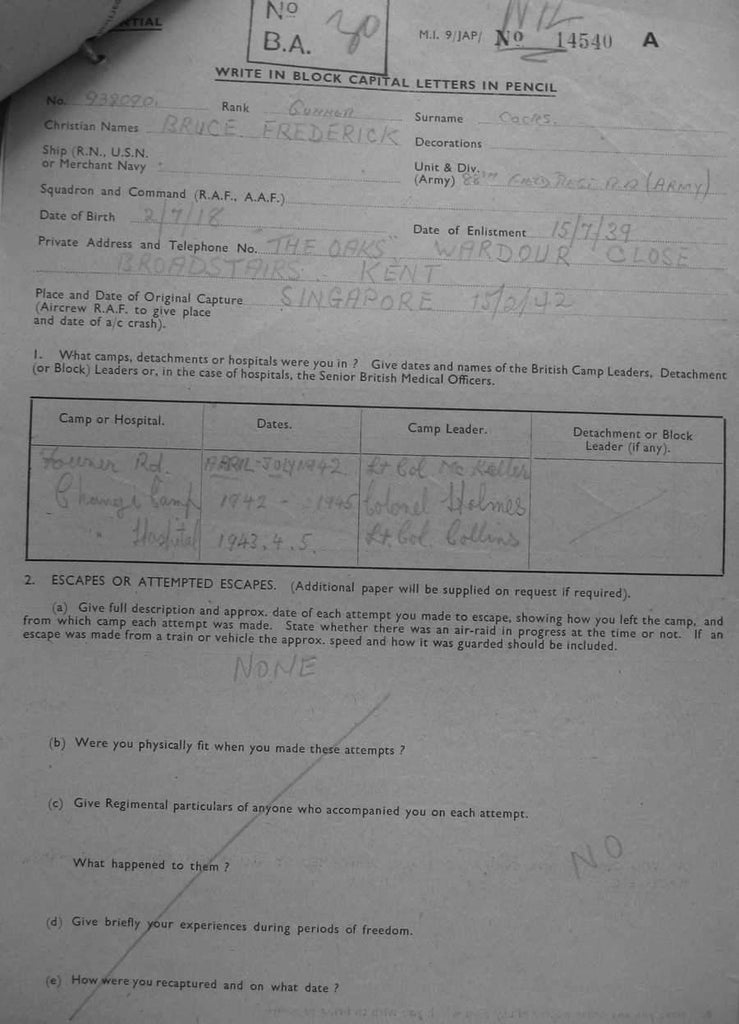 NTIAL
No
B.A. 30
NIL
M.I. 9/JAP/ No 14540 A
WRITE IN BLOCK CAPITAL LETTERS IN PENCIL
No. Rank GUNNER Surname COCKS.
Christian Names BRUCE FREDERICK Decorations
Ship (R.N., U.S.N. or Merchant Navy Unit & Div. (Army) 88TH FIELD REGT R.A (ARMY)
Squadron and Command (R.A.F., A.A.F.)
Date of Birth 2/7/18 Date of Enlistment 15/7/39
Private Address and Telephone No. "THE OAKS" WARDOUR CLOSE
BROADSTAIRS - KENT
Place and Date of Original Capture SINGAPORE 15/2/42
(Aircrew R.A.F. to give place
and date of a/c crash).
1. What camps, detachments or hospitals were you in ? Give dates and names of the British Camp Leaders, Detachment
(or Block) Leaders or, in the case of hospitals, the Senior British Medical Officers.
Camp or Hospital. Dates. Camp Leader. Detachment or Block Leader (if any).
Rd. APRIL-JULY 1942 Lt Col Mc Kellen
Changi Camp 1942 - 1945 Colonel Holmes
" Hospital 1943.4.5. Lt. Col. Collins
2. ESCAPES OR ATTEMPTED ESCAPES. (Additional paper will be supplied on request if required).
(a) Give full description and approx. date of each attempt you made to escape, showing how you left the camp, and
from which camp each attempt was made. State whether there was an air-raid in progress at the time or not. If an
escape was made from a train or vehicle the approx. speed and how it was guarded should be included.
NONE
(b) Were you physically fit when you made these attempts ?
(c) Give Regimental particulars of anyone who accompanied you on each attempt.
NO
What happened to them ?
(d) Give briefly your experiences during periods of freedom.
(e) How were you recaptured and on what date ?